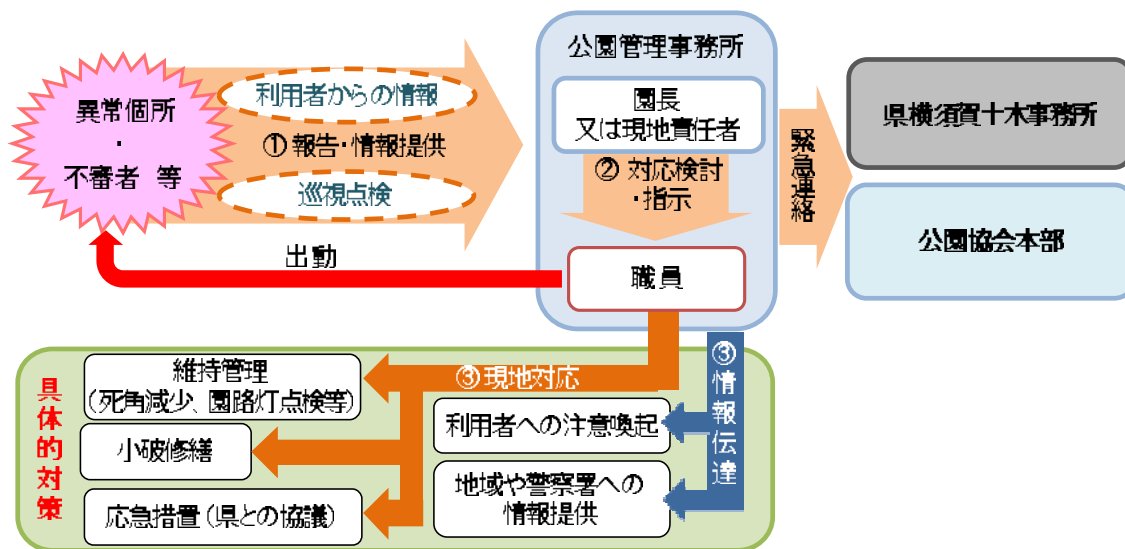 異常個所
・
不審者 等
利用者からの情報
① 報告・情報提供
巡視点検
出動
公園管理事務所
園長
又は現地責任者
② 対応検討
・指示
職員
緊急連絡
県横須賀土木事務所
公園協会本部
具体的対策
維持管理
(死角減少、園路灯点検等)
小破修繕
応急措置(県との協議)
③現地対応
利用者への注意喚起
地域や警察署への
情報提供
③情報伝達